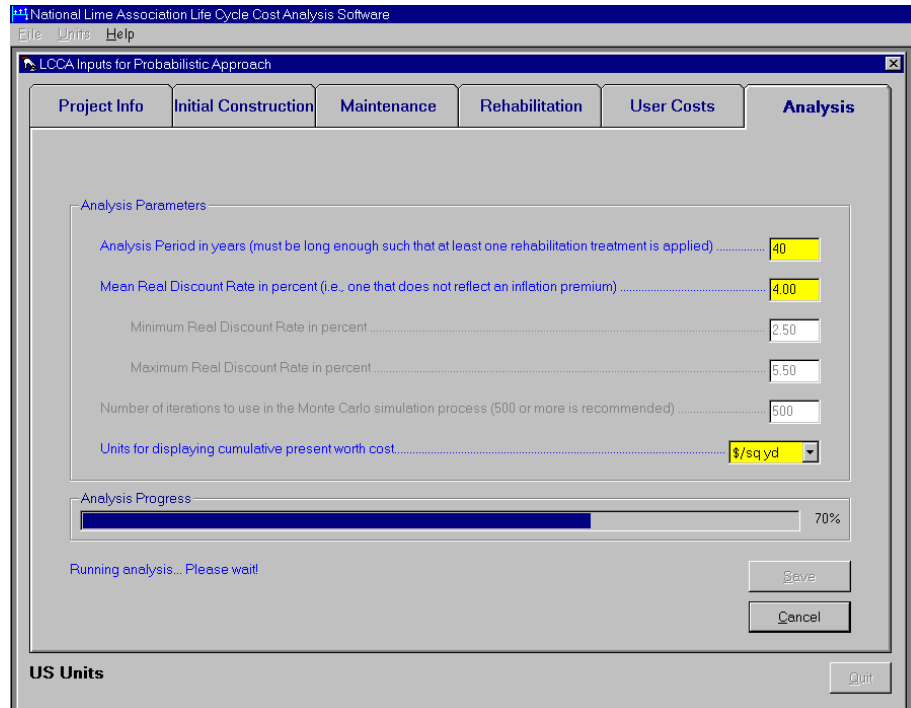 National Lime Association Life Cycle Cost Analysis Software
File Units Help
LCCA Inputs for Probabilistic Approach
Project Info Initial Construction Maintenance Rehabilitation User Costs Analysis
Analysis Parameters
Analysis Period in years (must be long enough such that at least one rehabilitation treatment is applied) 40
Mean Real Discount Rate in percent (i.e., one that does not reflect an inflation premium) 4.00
Minimum Real Discount Rate in percent 2.50
Maximum Real Discount Rate in percent 5.50
Number of iterations to use in the Monte Carlo simulation process (500 or more is recommended) 500
Units for displaying cumulative present worth cost $/sq yd
Analysis Progress
70%
Running analysis... Please wait!
Save
Cancel
US Units
Quit